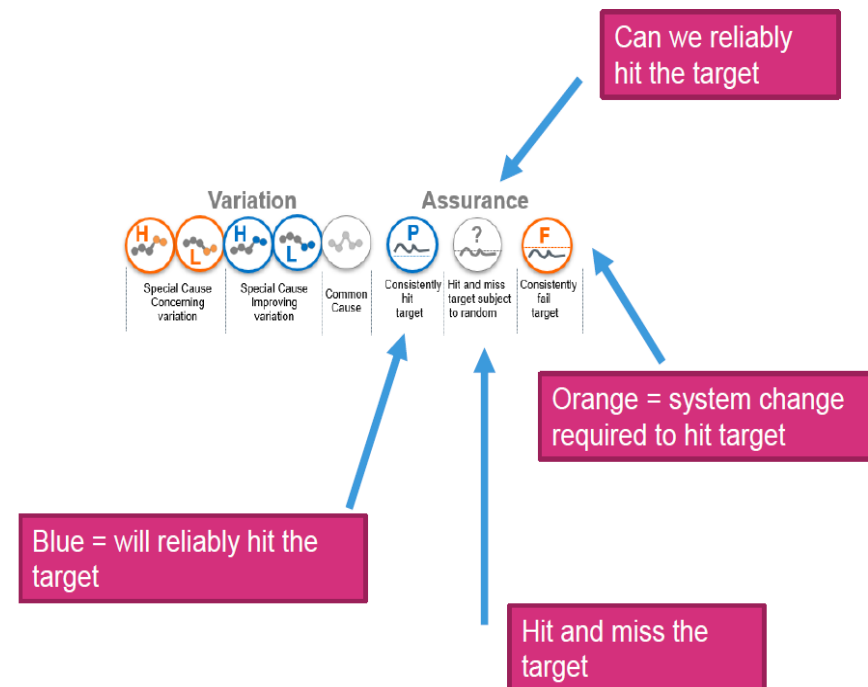 Can we reliably
hit the target
Variation
Assurance
H
L
H
L
P
?
F
Special Cause
Concerning
variation
Special Cause
Improving
variation
Common
Cause
Consistently
hit
target
Hit and miss
target subject
to random
Consistently
fail
target
Orange = system change
required to hit target
Blue = will reliably hit the
target
Hit and miss the
target